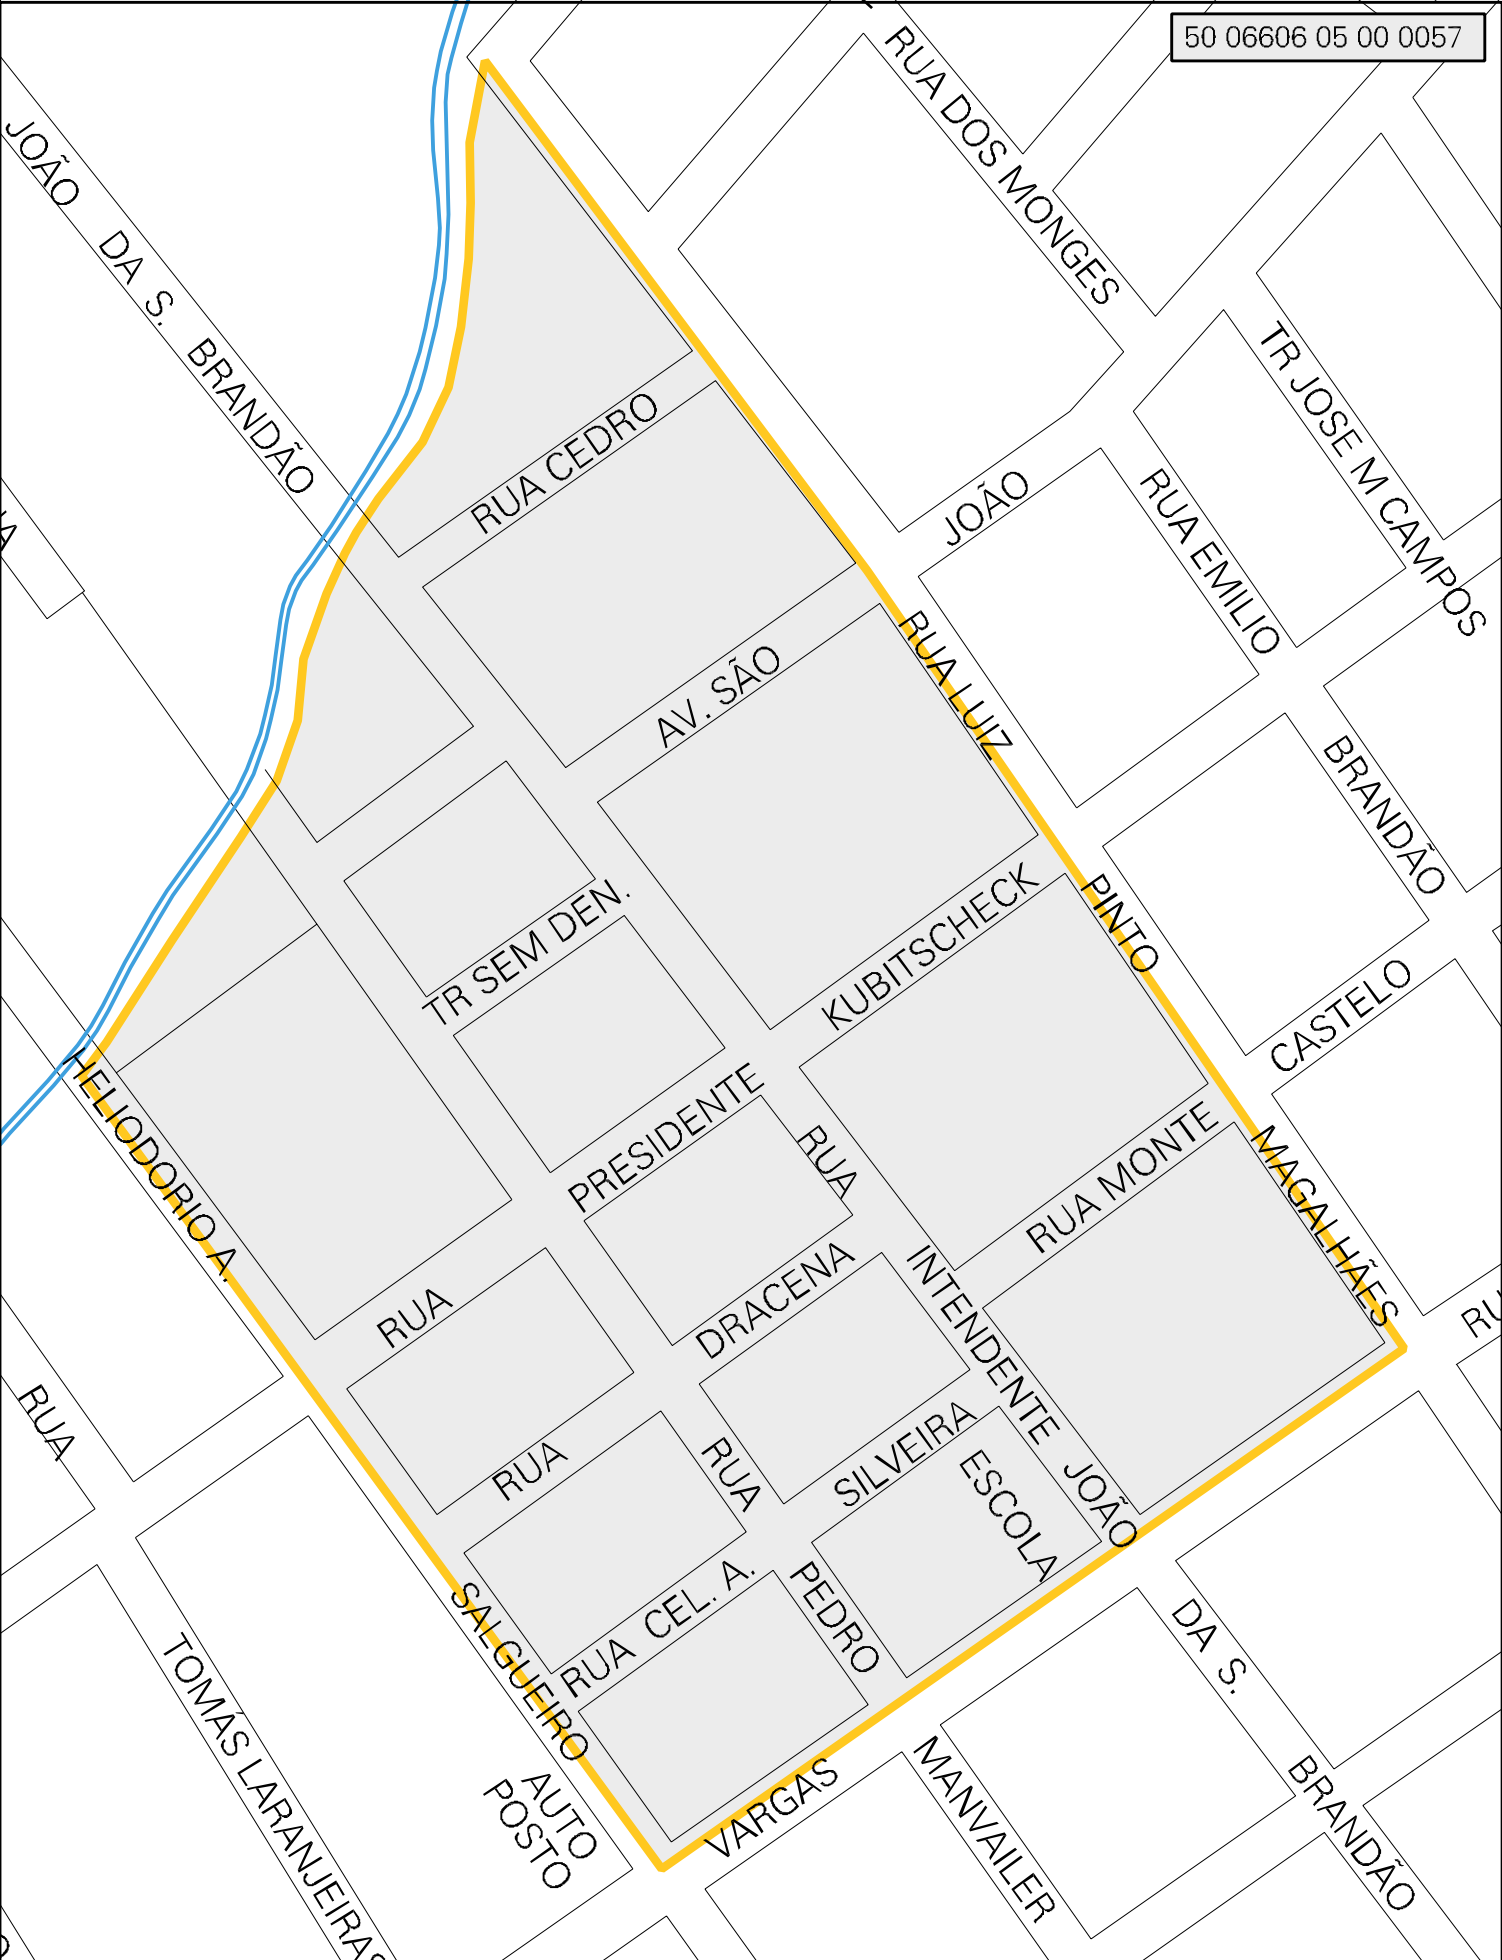 50 06606 05 00 0057
RUA DOS MONGES
JOÃO DA S. BRANDÃO
TR JOSE M CAMPOS
RUA CEDRO
JOÃO
RUA EMILIO
RUA LUIZ
AV. SÃO
BRANDÃO
KUBITSCHECK
PINTO
TR SEM DEN.
CASTELO
HELIODORIO A.
PRESIDENTE
RUA
RUA MONTE
MAGALHÃES
RUA
DRACENA
INTENDENTE
RU
RUA
RUA
RUA
SILVEIRA
ESCOLA
JOÃO
RUA CEL. A.
PEDRO
SALGUEIRO
DA S.
TOMÁS LARANJEIRAS
AUTO
POSTO
VARGAS
MANVAILER
BRANDÃO